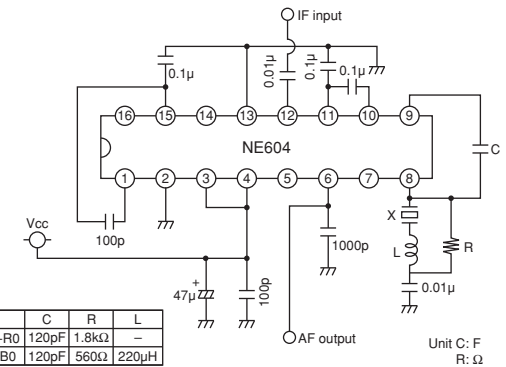 IF input
0.1μ
0.01μ
0.1μ
0.1μ
16 15 14 13 12 11 10 9
NE604
C
1 2 3 4 5 6 7 8
100p
Vcc
+
47μ
100p
1000p
X
L
R
0.01μ
AF output
C R L
-R0 120pF 1.8kΩ –
B0 120pF 560Ω 220μH
Unit C: F
R: Ω